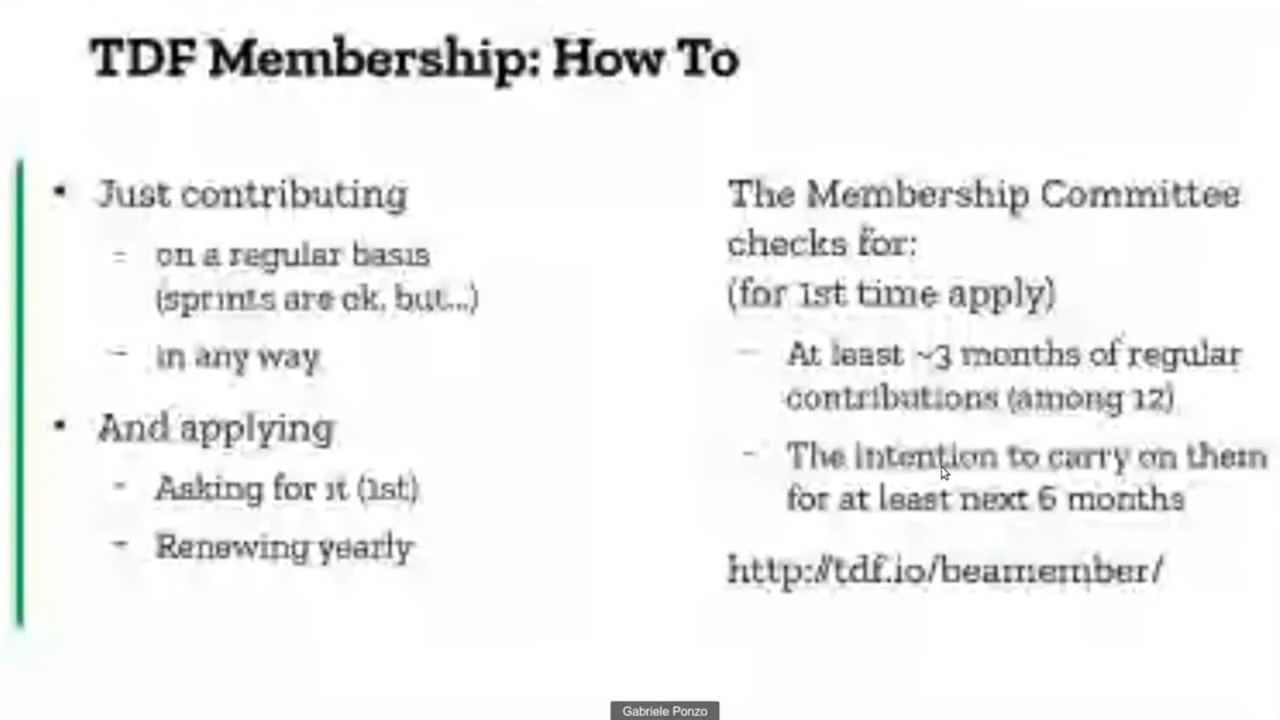 TDF Membership: How To
• Just contributing
– on a regular basis
(sprints are ok, but...)
– in any way
• And applying
– Asking for it (1st)
– Renewing yearly
The Membership Committee
checks for:
(for 1st time apply)
– At least ~3 months of regular
contributions (among 12)
– The intention to carry on them
for at least next 6 months
http://tdf.io/beamember/
Gabriele Ponzo